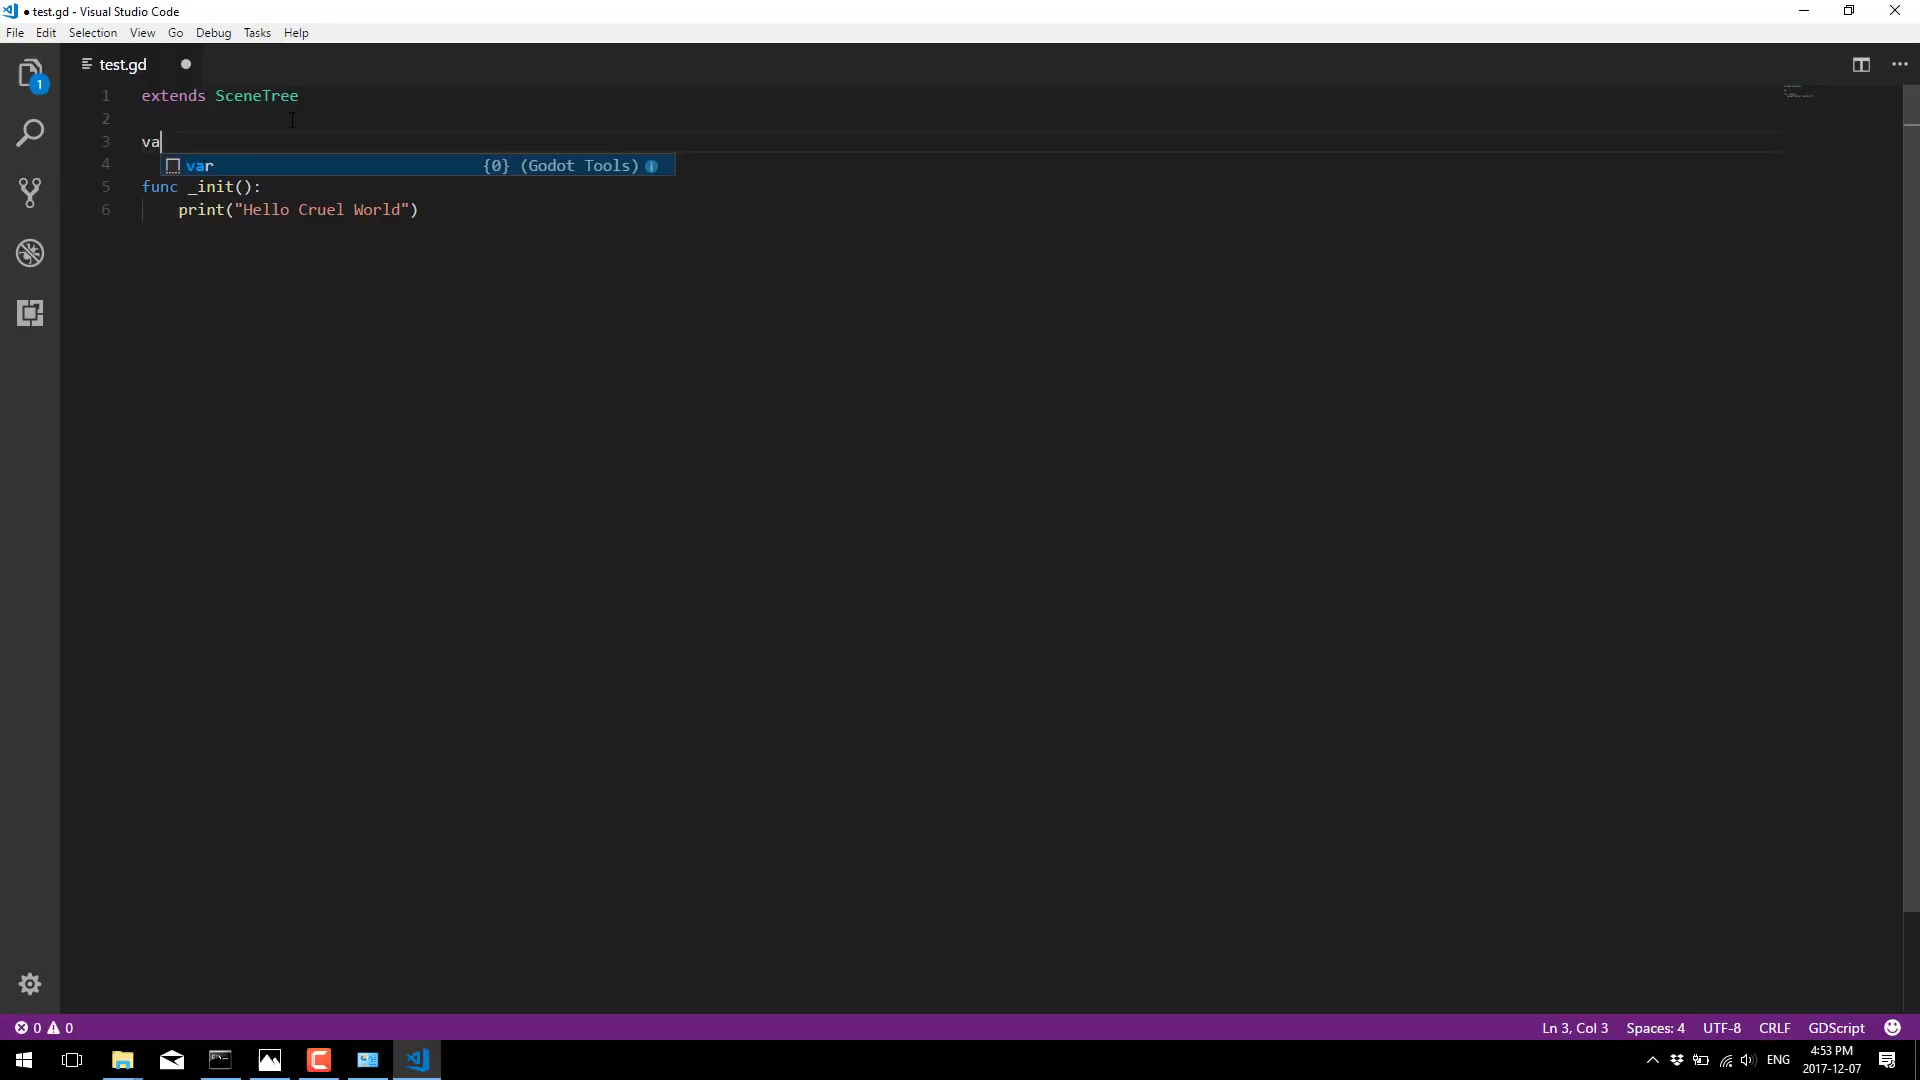 ● test.gd - Visual Studio Code
File Edit Selection View Go Debug Tasks Help
test.gd
1
1 extends SceneTree
2
3 va
var {0} (Godot Tools)
4
5 func _init():
6 print("Hello Cruel World")
0 0 Ln 3, Col 3 Spaces: 4 UTF-8 CRLF GDScript
ENG 4:53 PM
2017-12-07